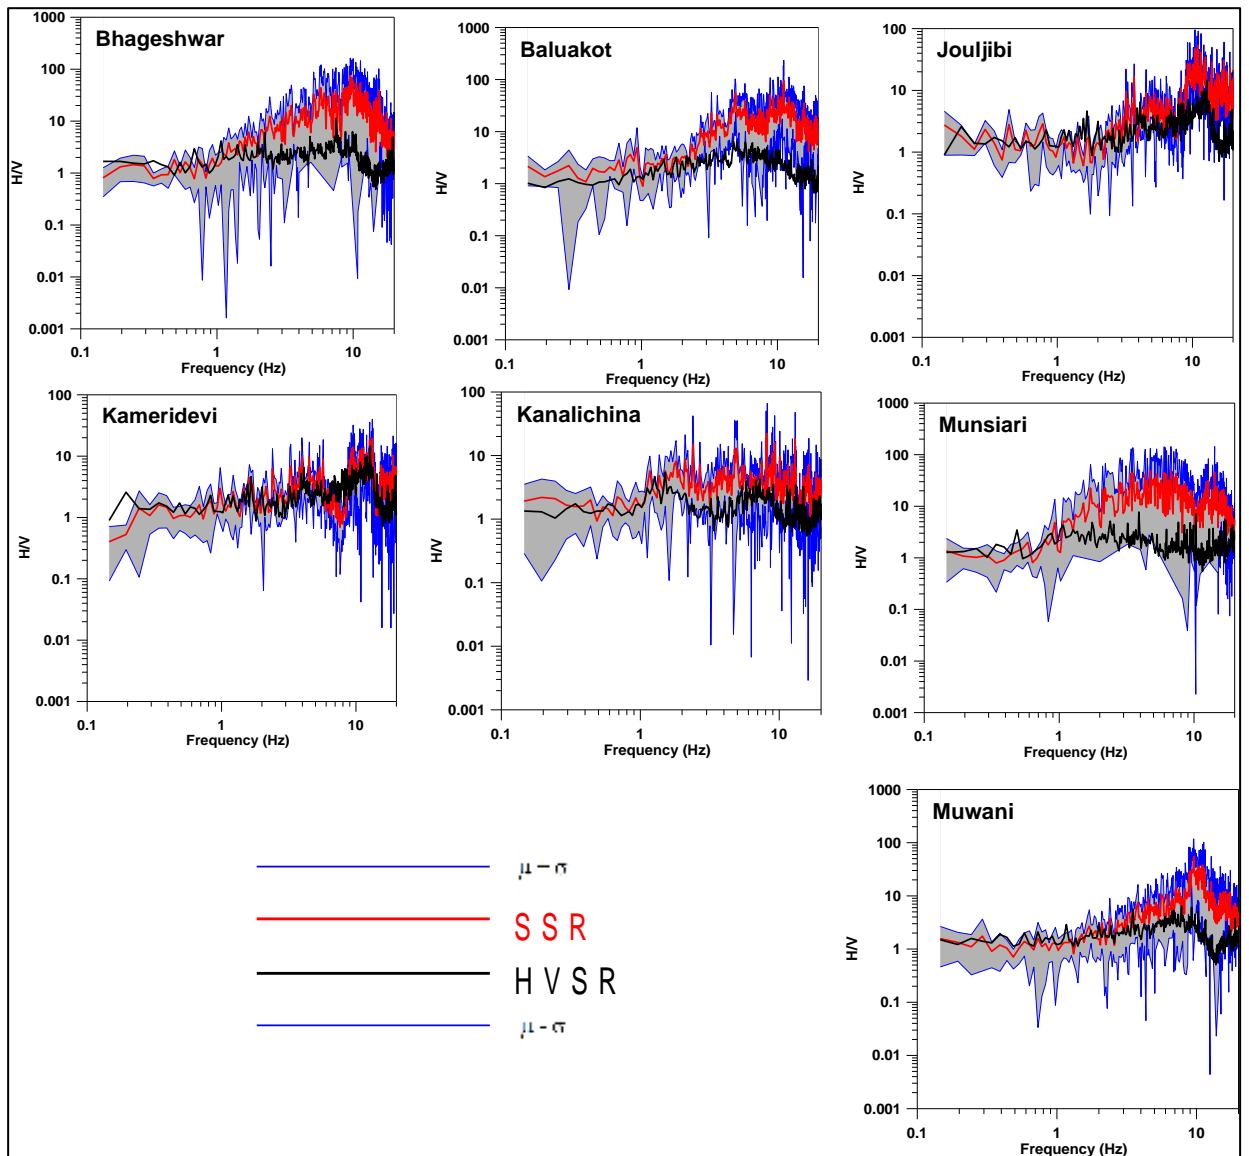 Bhageshwar
1000
100
10
1
0.1
0.01
0.001
H/V
0.1
1
10
Frequency (Hz)
Baluakot
1000
100
10
1
0.1
0.01
0.001
H/V
0.1
1
10
Frequency (Hz)
Jouljibi
100
10
1
0.1
0.01
0.001
H/V
0.1
1
10
Frequency (Hz)
Kameridevi
100
10
1
0.1
0.01
0.001
H/V
0.1
1
10
Frequency (Hz)
Kanalichina
100
10
1
0.1
0.01
0.001
H/V
0.1
1
10
Frequency (Hz)
Munsiari
1000
100
10
1
0.1
0.01
0.001
H/V
0.1
1
10
Frequency (Hz)
Muwani
1000
100
10
1
0.1
0.01
0.001
H/V
0.1
1
10
Frequency (Hz)
μ – σ
SSR
HVSR
μ - σ